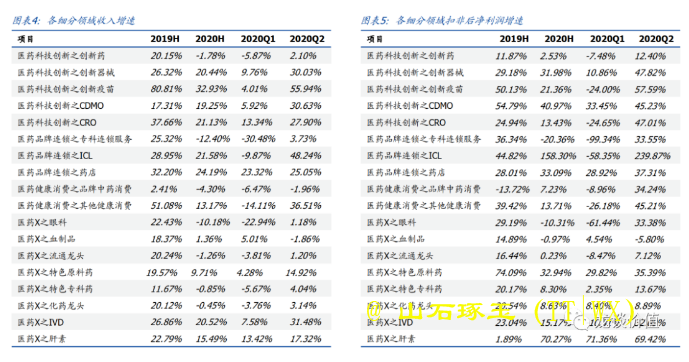 图表4：各细分领域收入增速
项目 2019H 2020H 2020Q1 2020Q2
医药科技创新之创新药 20.15% -1.78% -5.87% 2.10%
医药科技创新之创新器械 26.32% 20.44% 9.76% 30.03%
医药科技创新之创新疫苗 80.81% 32.93% 4.01% 55.94%
医药科技创新之CDMO 17.31% 19.25% 5.92% 30.63%
医药科技创新之CRO 37.66% 21.13% 13.34% 27.90%
医药品牌连锁之专科连锁服务 25.32% -12.40% -30.48% 3.73%
医药品牌连锁之ICL 28.95% 21.58% -9.87% 48.24%
医药品牌连锁之药店 32.20% 24.19% 23.32% 25.05%
医药健康消费之品牌中药消费 2.41% -4.30% -6.47% -1.96%
医药健康消费之其他健康消费 51.08% 13.17% -14.11% 36.51%
医药X之眼科 22.43% -10.18% -22.94% 1.18%
医药X之血制品 18.37% 1.36% 5.01% -1.86%
医药X之流通龙头 20.24% -1.26% -3.81% 1.20%
医药X之特色原料药 19.57% 9.71% 4.28% 14.92%
医药X之特色专科药 11.67% -0.85% -5.67% 4.04%
医药X之化药龙头 20.12% -0.45% -3.76% 3.14%
医药X之IVD 26.86% 20.52% 7.58% 31.48%
医药X之肝素 22.79% 15.49% 13.42% 17.32%
图表5：各细分领域扣非后净利润增速
项目 2019H 2020H 2020Q1 2020Q2
医药科技创新之创新药 11.87% 2.53% -7.48% 12.40%
医药科技创新之创新器械 29.18% 31.98% 10.86% 47.82%
医药科技创新之创新疫苗 50.13% 21.36% -24.00% 57.59%
医药科技创新之CDMO 54.79% 40.97% 33.45% 45.23%
医药科技创新之CRO 24.94% 13.43% -24.65% 47.01%
医药品牌连锁之专科连锁服务 36.34% -20.36% -99.34% 33.55%
医药品牌连锁之ICL 44.82% 158.30% -58.35% 239.87%
医药品牌连锁之药店 28.01% 33.09% 28.92% 37.31%
医药健康消费之品牌中药消费 -13.72% 7.23% -8.96% 34.24%
医药健康消费之其他健康消费 39.42% 13.71% -26.18% 45.21%
医药X之眼科 29.19% -10.31% -61.44% 33.38%
医药X之血制品 14.89% -0.97% 4.54% -5.80%
医药X之流通龙头 16.44% 0.23% -8.47% 7.12%
医药X之特色原料药 74.09% 32.94% 29.82% 35.39%
医药X之特色专科药 20.17% 8.30% 2.35% 13.67%
医药X之化药龙头 8.63% 8.40% 8.89%
医药X之IVD 23.04%
医药X之肝素 1.89% 70.27% 71.36% 69.42%
@ 山石琢玉